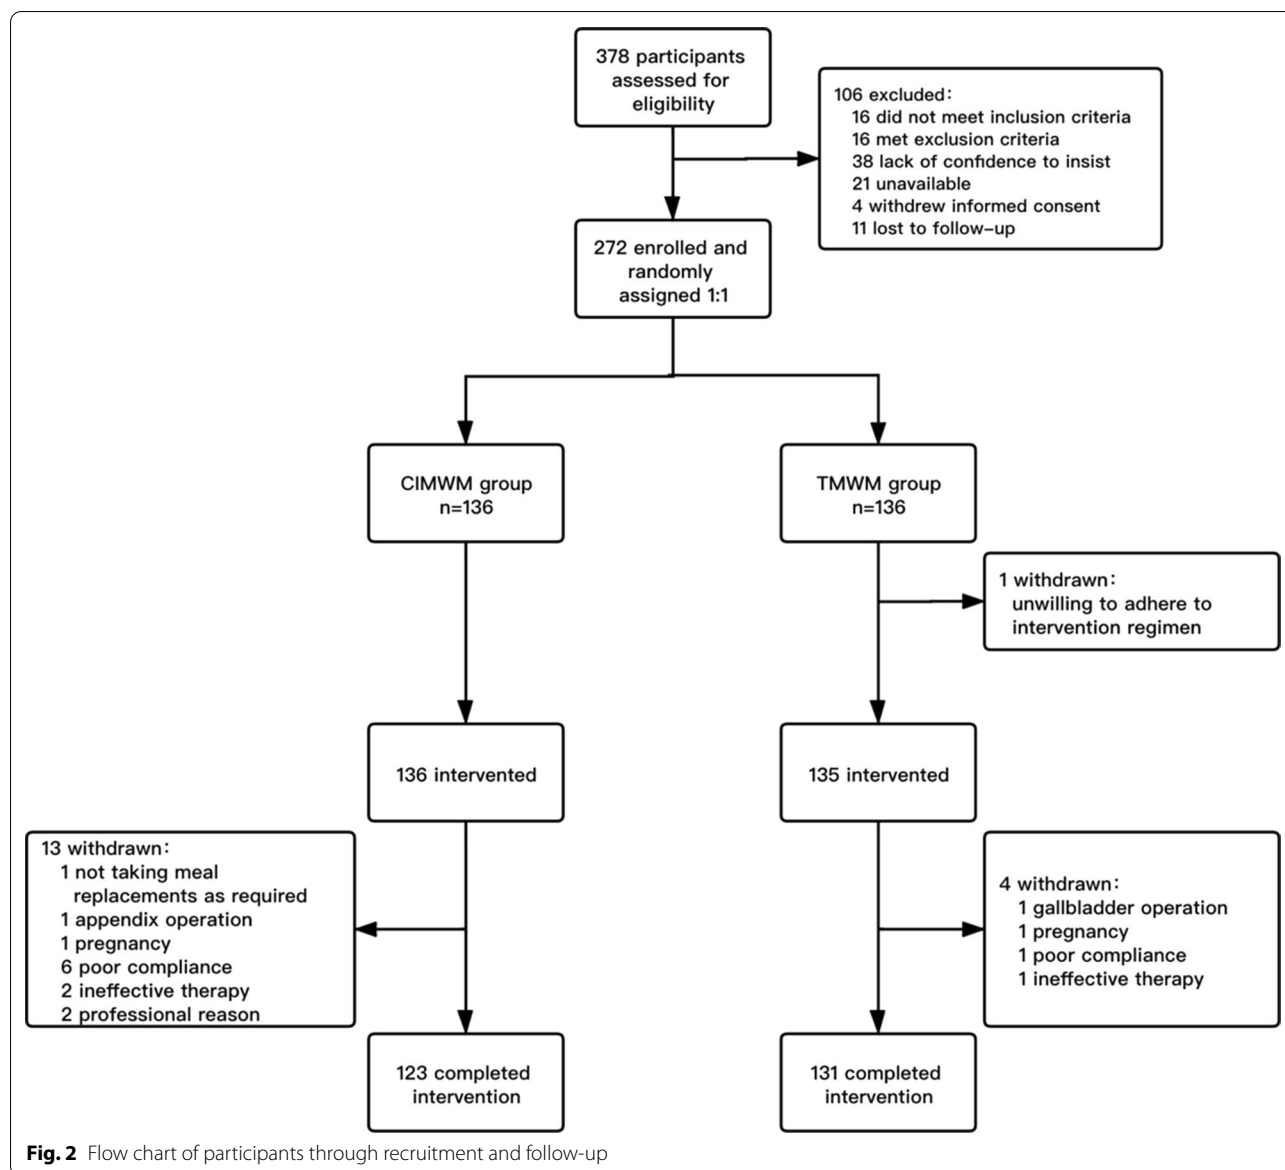 378 participants
assessed for
eligibility
106 excluded:
16 did not meet inclusion criteria
16 met exclusion criteria
38 lack of confidence to insist
21 unavailable
4 withdrew informed consent
11 lost to follow-up
272 enrolled and
randomly
assigned 1:1
CIMWM group
n=136
TMWM group
n=136
1 withdrawn:
unwilling to adhere to
intervention regimen
136 intervented
135 intervented
13 withdrawn:
1 not taking meal
replacements as required
1 appendix operation
1 pregnancy
6 poor compliance
2 ineffective therapy
2 professional reason
4 withdrawn:
1 gallbladder operation
1 pregnancy
1 poor compliance
1 ineffective therapy
123 completed
intervention
131 completed
intervention
Fig. 2 Flow chart of participants through recruitment and follow-up